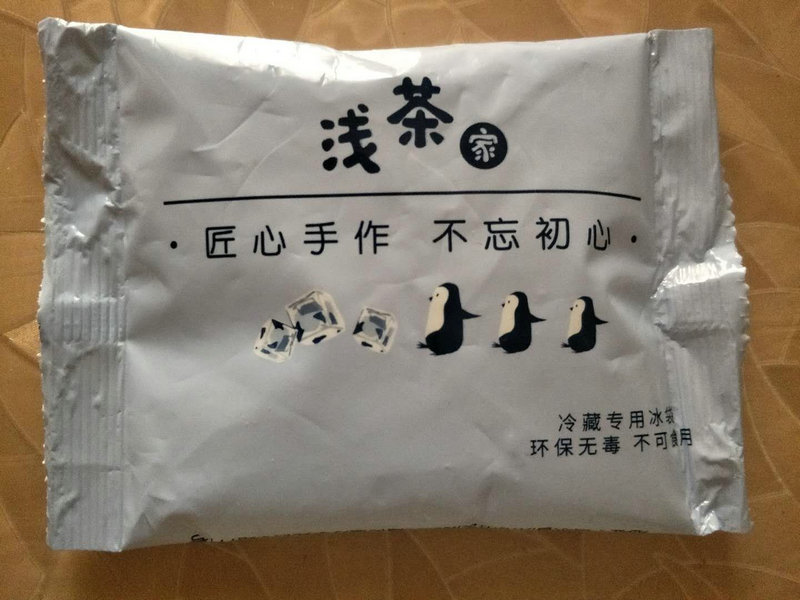 浅茶家
·匠心手作 不忘初心·
冷藏专用冰袋
环保无毒 不可食用